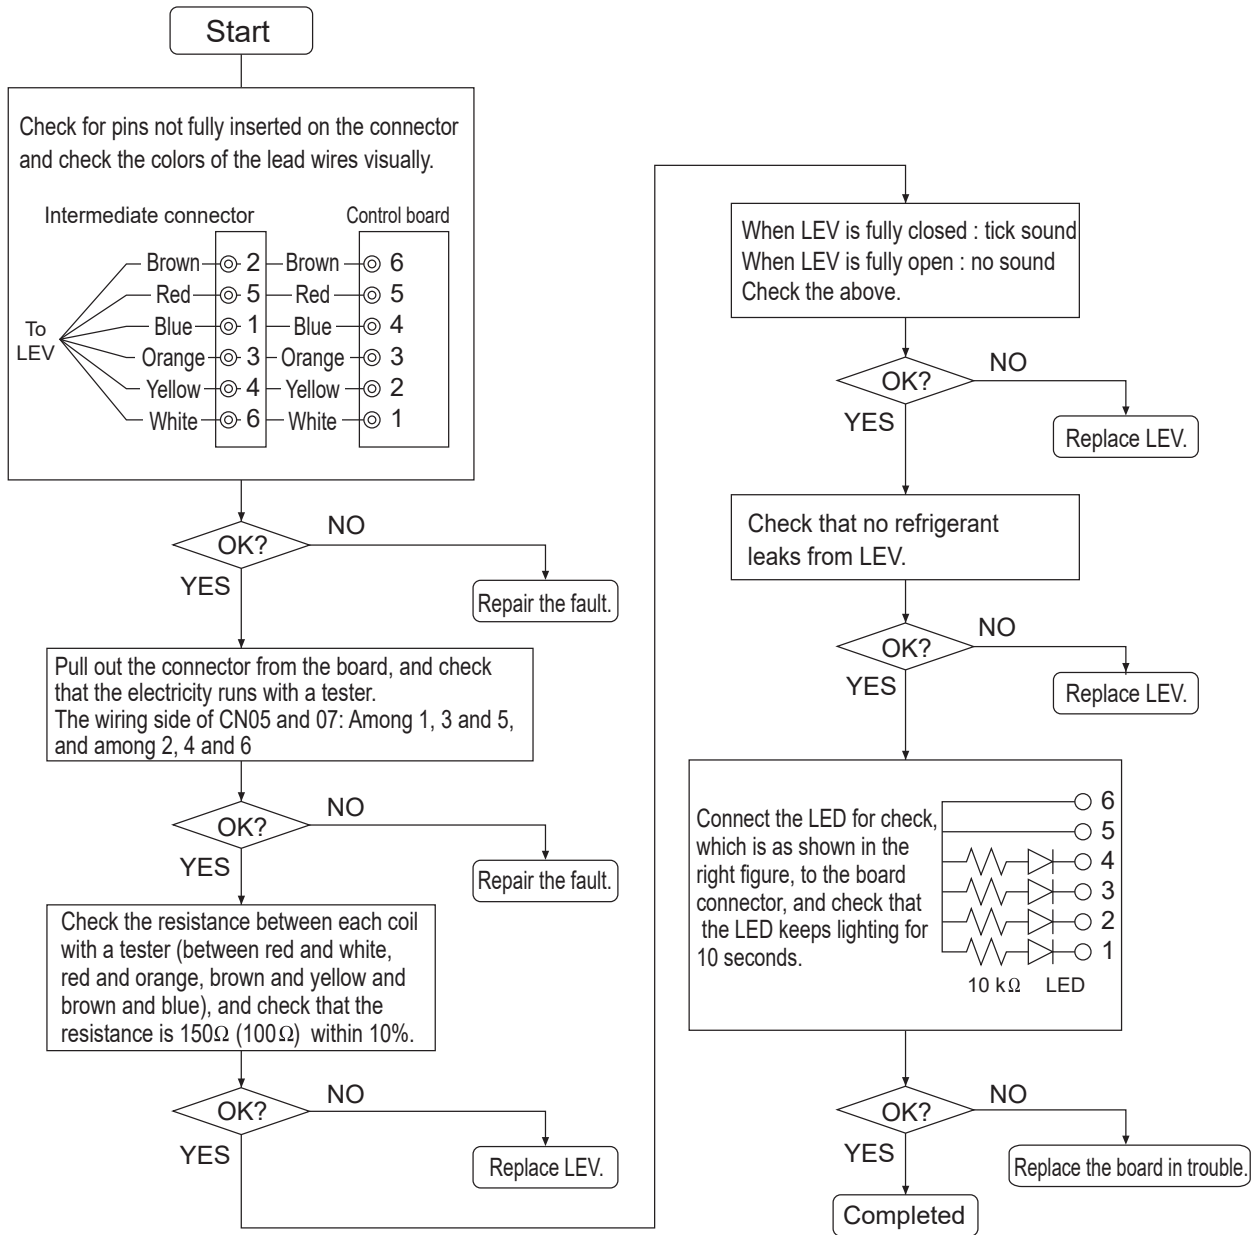 Start
Check for pins not fully inserted on the connector
and check the colors of the lead wires visually.
Intermediate connector Control board
To
LEV
Brown 2 Brown 6
Red 5 Red 5
Blue 1 Blue 4
Orange 3 Orange 3
Yellow 4 Yellow 2
White 6 White 1
OK?
NO
YES
Repair the fault.
Pull out the connector from the board, and check
that the electricity runs with a tester.
The wiring side of CN05 and 07: Among 1, 3 and 5,
and among 2, 4 and 6
OK?
NO
YES
Repair the fault.
Check the resistance between each coil
with a tester (between red and white,
red and orange, brown and yellow and
brown and blue), and check that the
resistance is 150Ω (100Ω) within 10%.
OK?
NO
YES
Replace LEV.
When LEV is fully closed : tick sound
When LEV is fully open : no sound
Check the above.
OK?
NO
YES
Replace LEV.
Check that no refrigerant
leaks from LEV.
OK?
NO
YES
Replace LEV.
Connect the LED for check,
which is as shown in the
right figure, to the board
connector, and check that
the LED keeps lighting for
10 seconds.
6
5
4
3
2
1
10 kΩ LED
OK?
NO
YES
Replace the board in trouble.
Completed